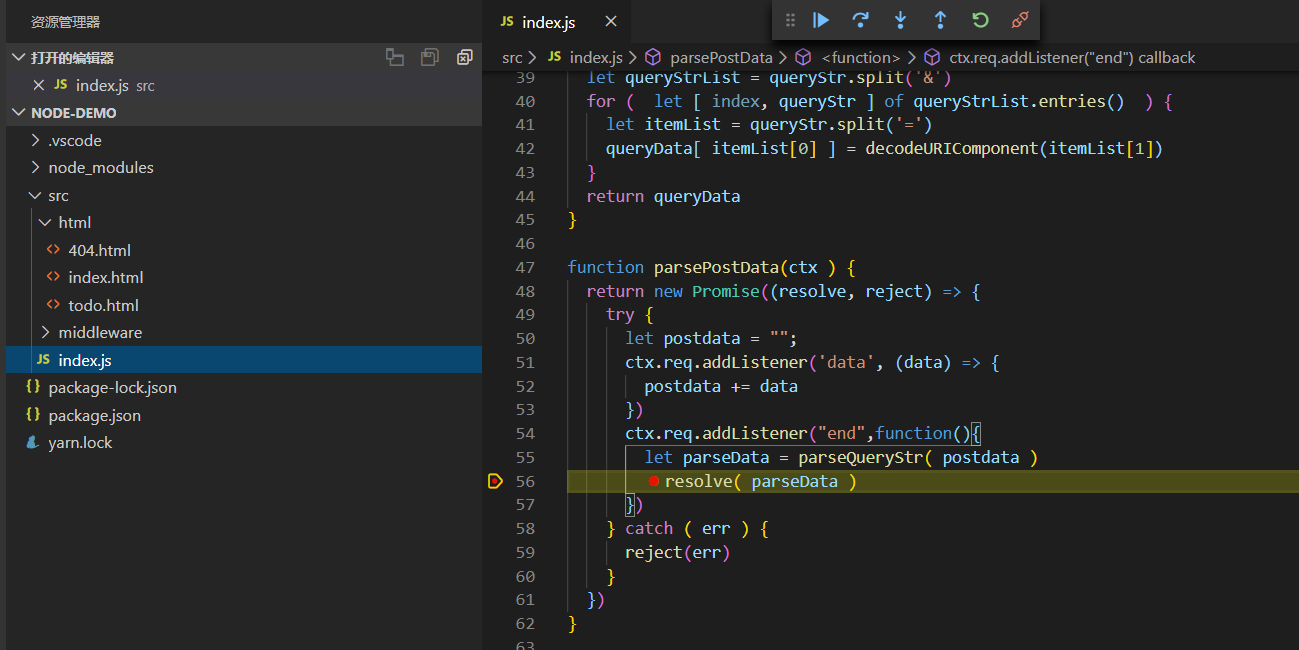 资源管理器
打开的编辑器
JS index.js src
NODE-DEMO
.vscode
node_modules
src
html
404.html
index.html
todo.html
middleware
JS index.js
{} package-lock.json
{} package.json
yarn.lock
JS index.js
src > JS index.js > parsePostData > <function> > ctx.req.addListener("end") callback
39 let queryStrList = queryStr.split('&')
40 for (  let [ index, queryStr ] of queryStrList.entries()  ) {
41 let itemList = queryStr.split('=')
42 queryData[ itemList[0] ] = decodeURIComponent(itemList[1])
43 }
44 return queryData
45 }
46
47 function parsePostData(ctx ) {
48 return new Promise((resolve, reject) => {
49 try {
50 let postdata = "";
51 ctx.req.addListener('data', (data) => {
52 postdata += data
53 })
54 ctx.req.addListener("end",function(){
55 let parseData = parseQueryStr( postdata )
56 resolve( parseData )
57 })
58 } catch ( err ) {
59 reject(err)
60 }
61 })
62 }
63